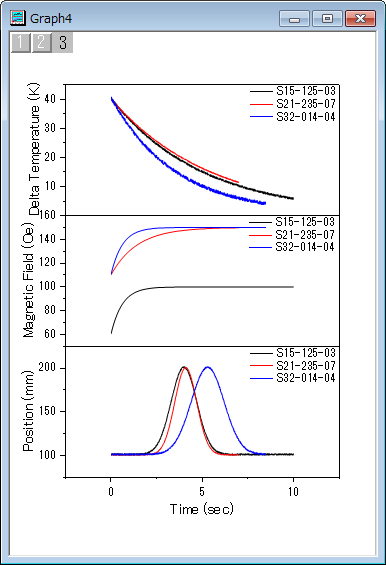 Graph4
1 2 3
Delta Temperature (K)
40
30
20
10
S15-125-03
S21-235-07
S32-014-04
Magnetic Field (Oe)
160
140
120
100
80
60
S15-125-03
S21-235-07
S32-014-04
Position (mm)
200
150
100
S15-125-03
S21-235-07
S32-014-04
0 5 10
Time (sec)